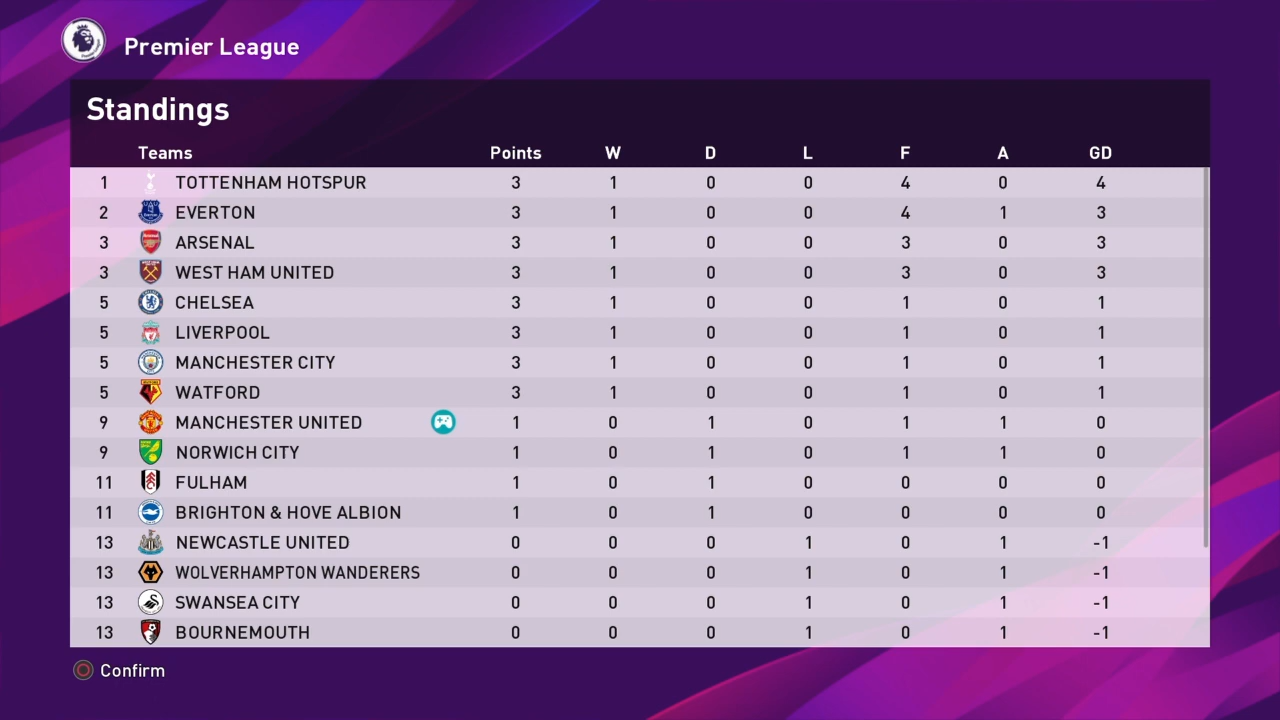 Premier League
Standings
Teams Points W D L F A GD
1 TOTTENHAM HOTSPUR 3 1 0 0 4 0 4
2 EVERTON 3 1 0 0 4 1 3
3 ARSENAL 3 1 0 0 3 0 3
3 WEST HAM UNITED 3 1 0 0 3 0 3
5 CHELSEA 3 1 0 0 1 0 1
5 LIVERPOOL 3 1 0 0 1 0 1
5 MANCHESTER CITY 3 1 0 0 1 0 1
5 WATFORD 3 1 0 0 1 0 1
9 MANCHESTER UNITED 1 0 1 0 1 1 0
9 NORWICH CITY 1 0 1 0 1 1 0
11 FULHAM 1 0 1 0 0 0 0
11 BRIGHTON & HOVE ALBION 1 0 1 0 0 0 0
13 NEWCASTLE UNITED 0 0 0 1 0 1 -1
13 WOLVERHAMPTON WANDERERS 0 0 0 1 0 1 -1
13 SWANSEA CITY 0 0 0 1 0 1 -1
13 BOURNEMOUTH 0 0 0 1 0 1 -1
Confirm